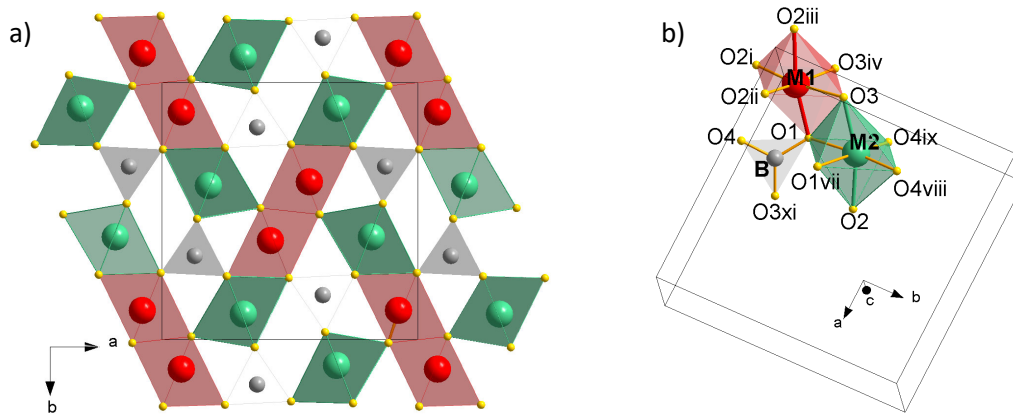 a)
a
b
b)
O2iii
O2i
O3iv
M1
O2ii
O3
O1
O4
O4ix
M2
B
O1vii
O4viii
O3xi
O2
b
c
a